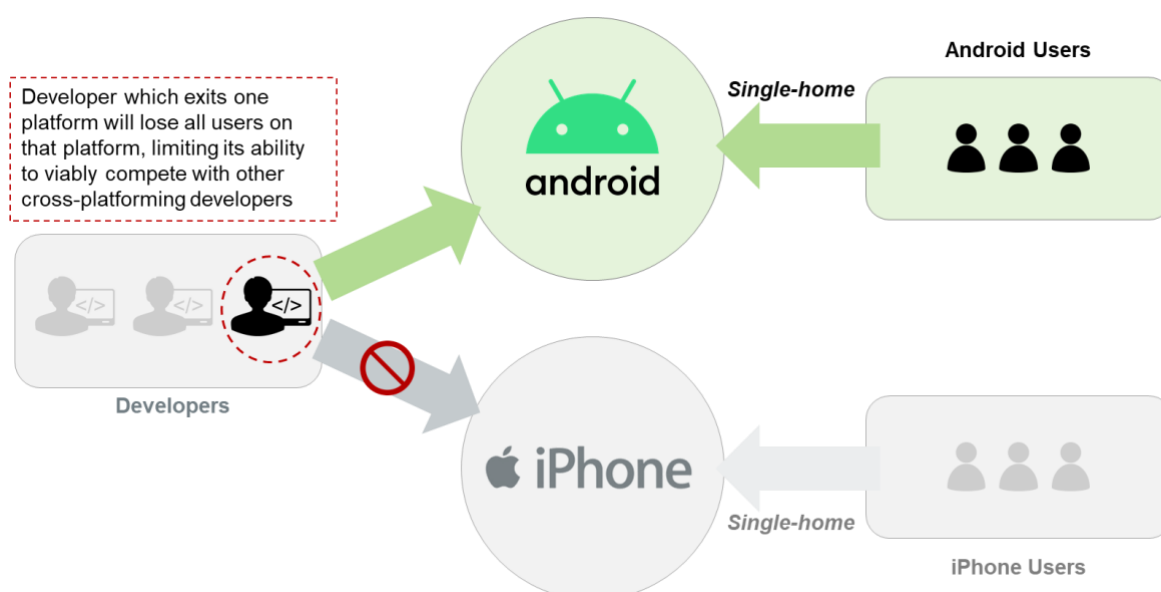 Android Users
Single-home
Developer which exits one
platform will lose all users on
that platform, limiting its ability
to viably compete with other
cross-platforming developers
android
</>
</>
</>
Developers
iPhone
Single-home
iPhone Users